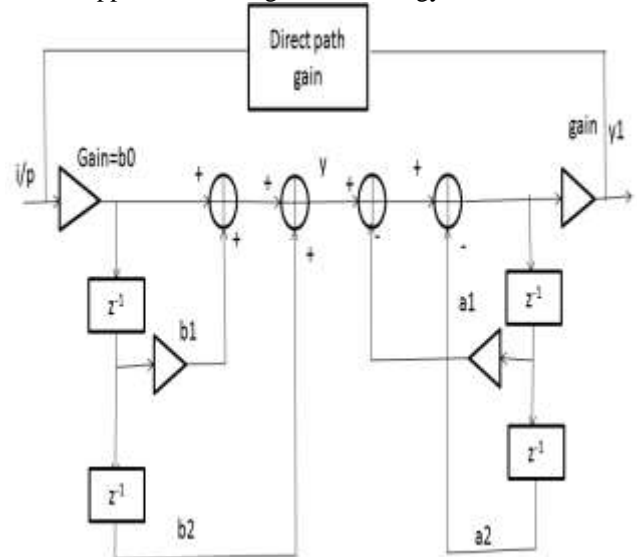 Direct path
gain
Gain=b0
i/p
y
gain
y1
+
+
+
+
+
+
-
-
z-1
b1
z-1
b2
a1
z-1
z-1
a2